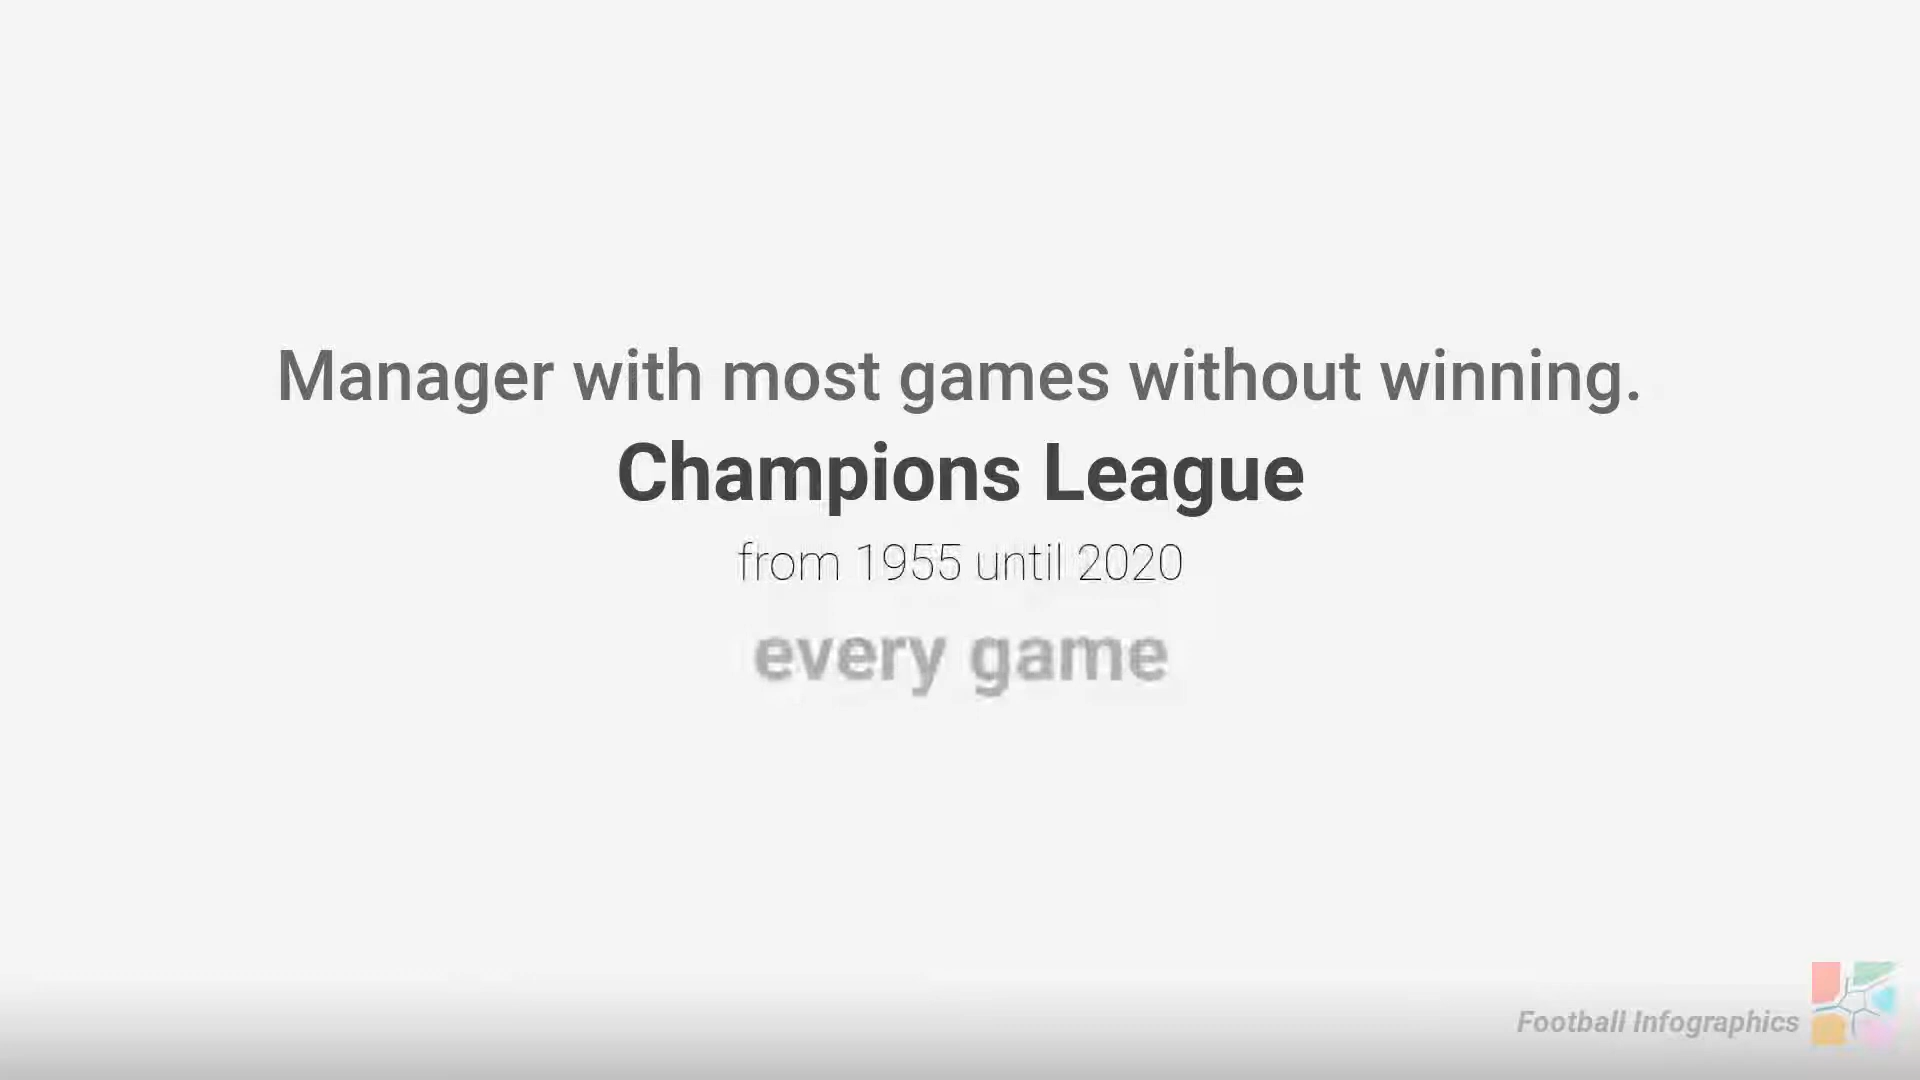 Manager with most games without winning.
Champions League
from 1955 until 2020
every game
Football Infographics